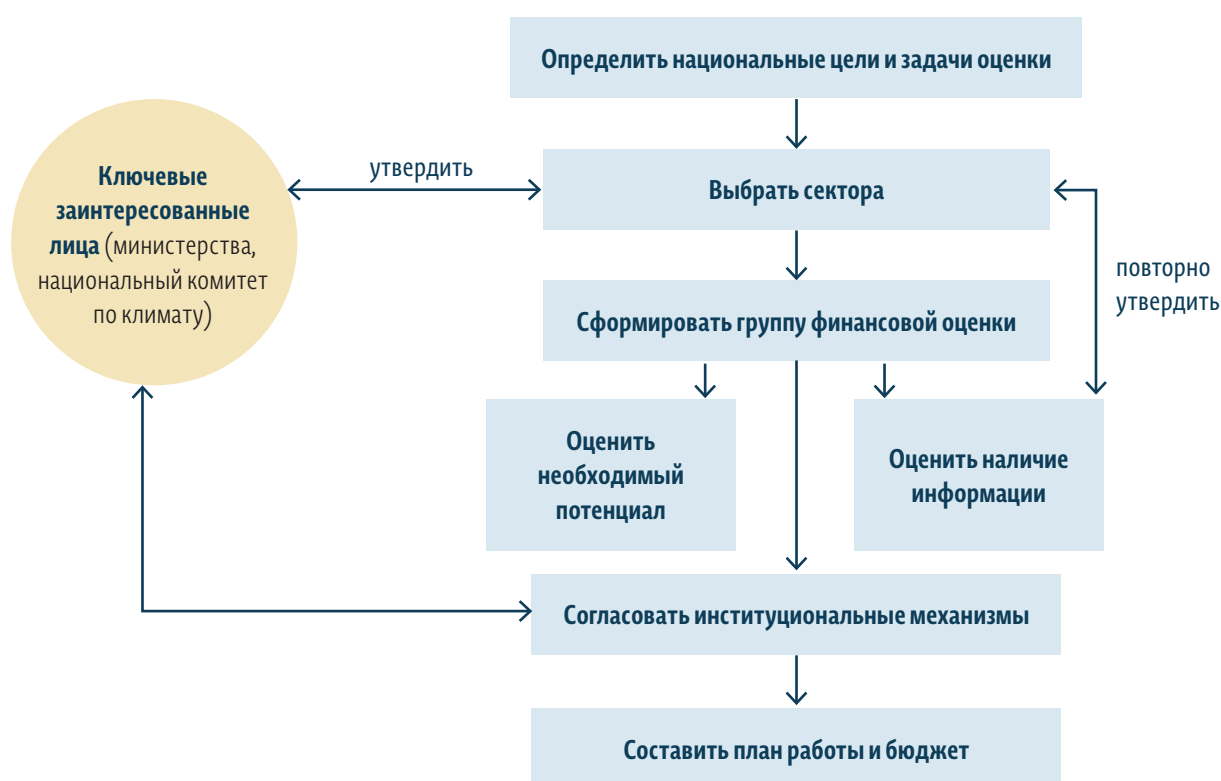 Определить национальные цели и задачи оценки
Ключевые
заинтересованные
лица (министерства,
национальный комитет
по климату)
утвердить
Выбрать сектора
повторно
утвердить
Сформировать группу финансовой оценки
Оценить
необходимый
потенциал
Оценить наличие
информации
Согласовать институциональные механизмы
Составить план работы и бюджет